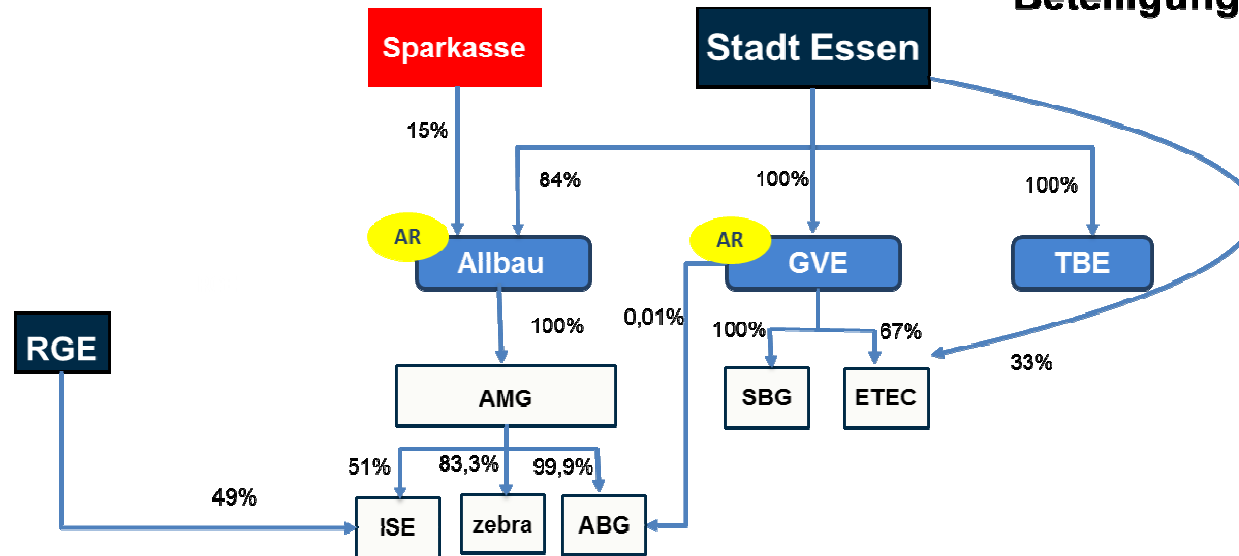 Beteiligung
Sparkasse
Stadt Essen
15%
84%
100%
100%
AR
Allbau
AR
GVE
TBE
100%
0,01%
100%
67%
33%
RGE
AMG
SBG
ETEC
51%
83,3%
99,9%
49%
ISE
zebra
ABG